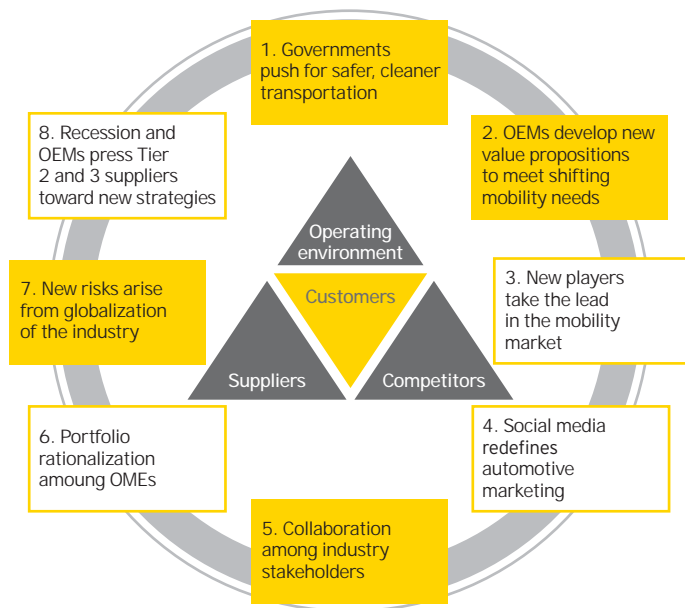 1. Governments
push for safer, cleaner
transportation
2. OEMs develop new
value propositions
to meet shifting
mobility needs
3. New players
take the lead
in the mobility
market
4. Social media
redefines
automotive
marketing
5. Collaboration
among industry
stakeholders
6. Portfolio
rationalization
amoung OMEs
7. New risks arise
from globalization
of the industry
8. Recession and
OEMs press Tier
2 and 3 suppliers
toward new strategies
Operating
environment
Customers
Suppliers
Competitors